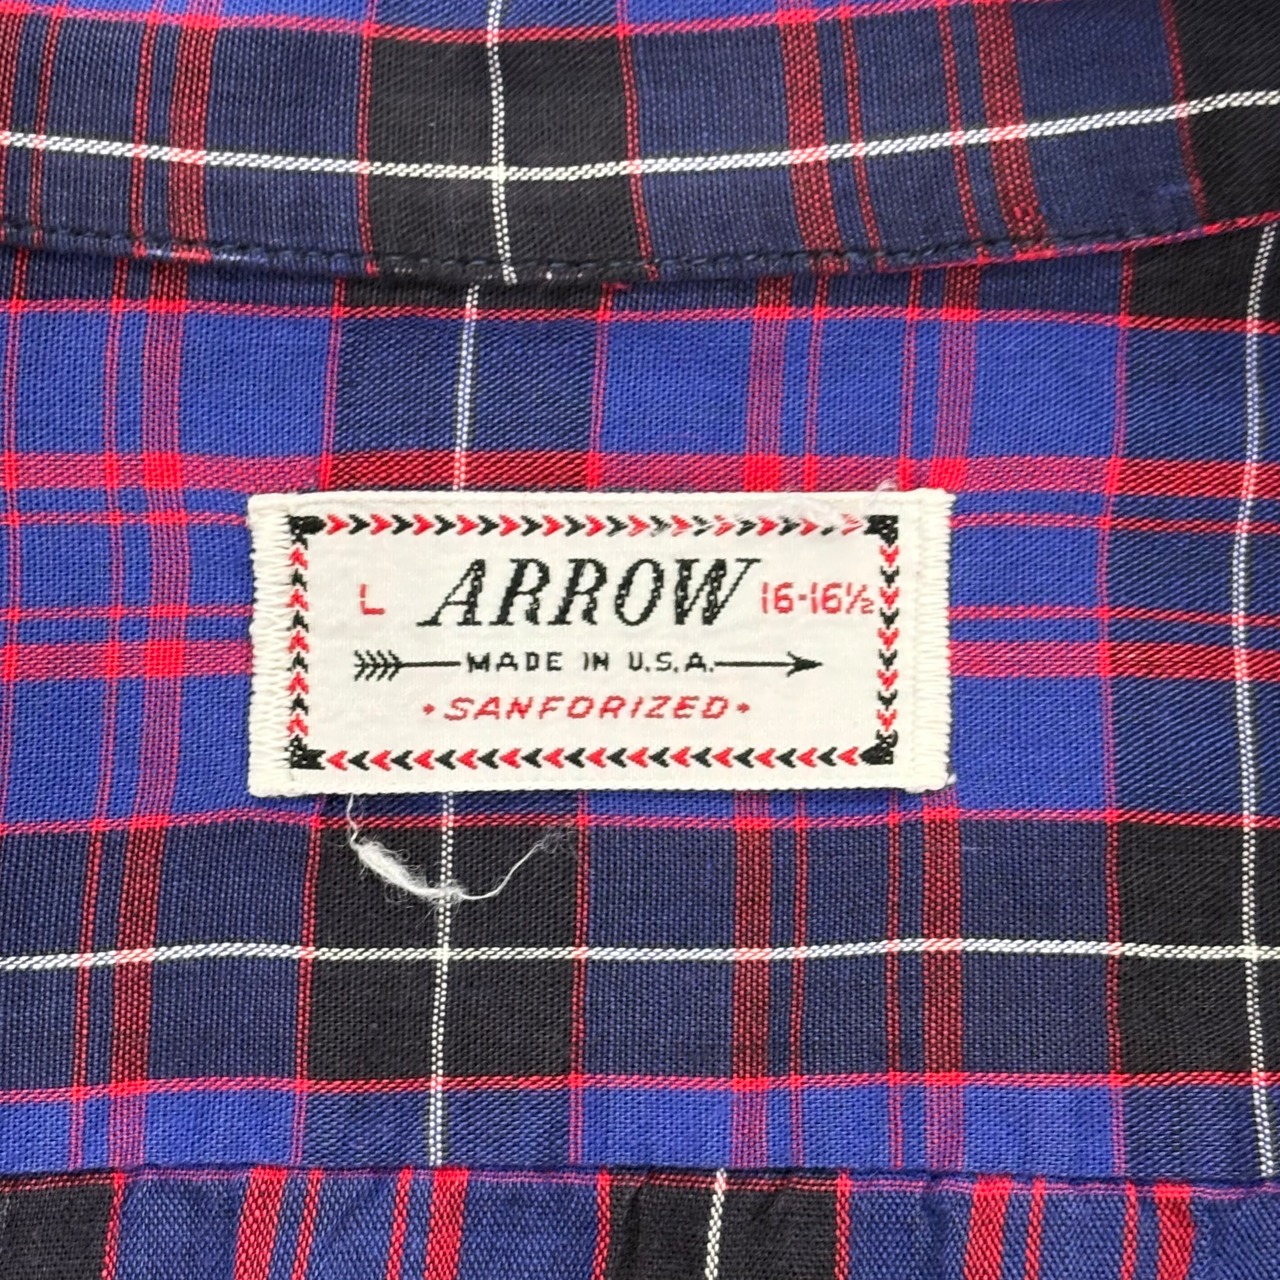 L ARROW 16-16½
MADE IN U.S.A.
•SANFORIZED•